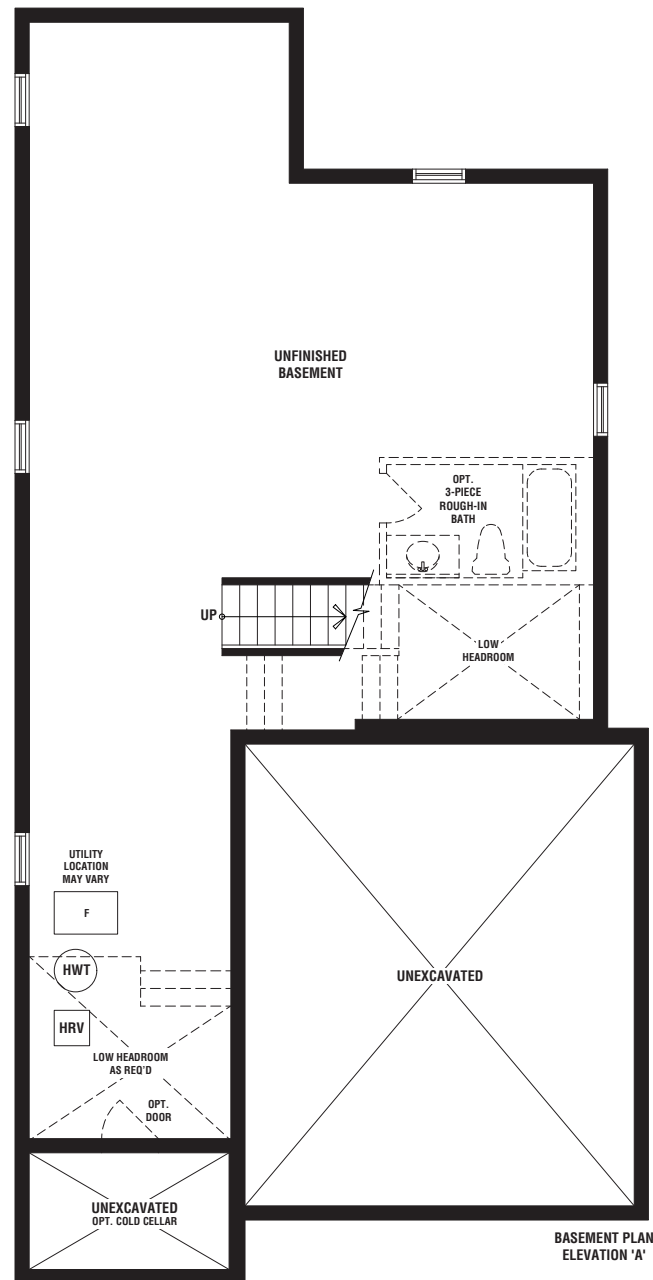 UNFINISHED
BASEMENT
OPT.
3-PIECE
ROUGH-IN
BATH
UP
LOW
HEADROOM
UTILITY
LOCATION
MAY VARY
F
HWT
HRV
LOW HEADROOM
AS REQ'D
OPT.
DOOR
UNEXCAVATED
UNEXCAVATED
OPT. COLD CELLAR
BASEMENT PLAN
ELEVATION 'A'